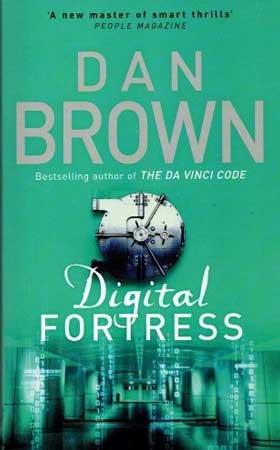 'A new master of smart thrills'
PEOPLE MAGAZINE
DAN
BROWN
Bestselling author of THE DA VINCI CODE
Digital
FORTRESS